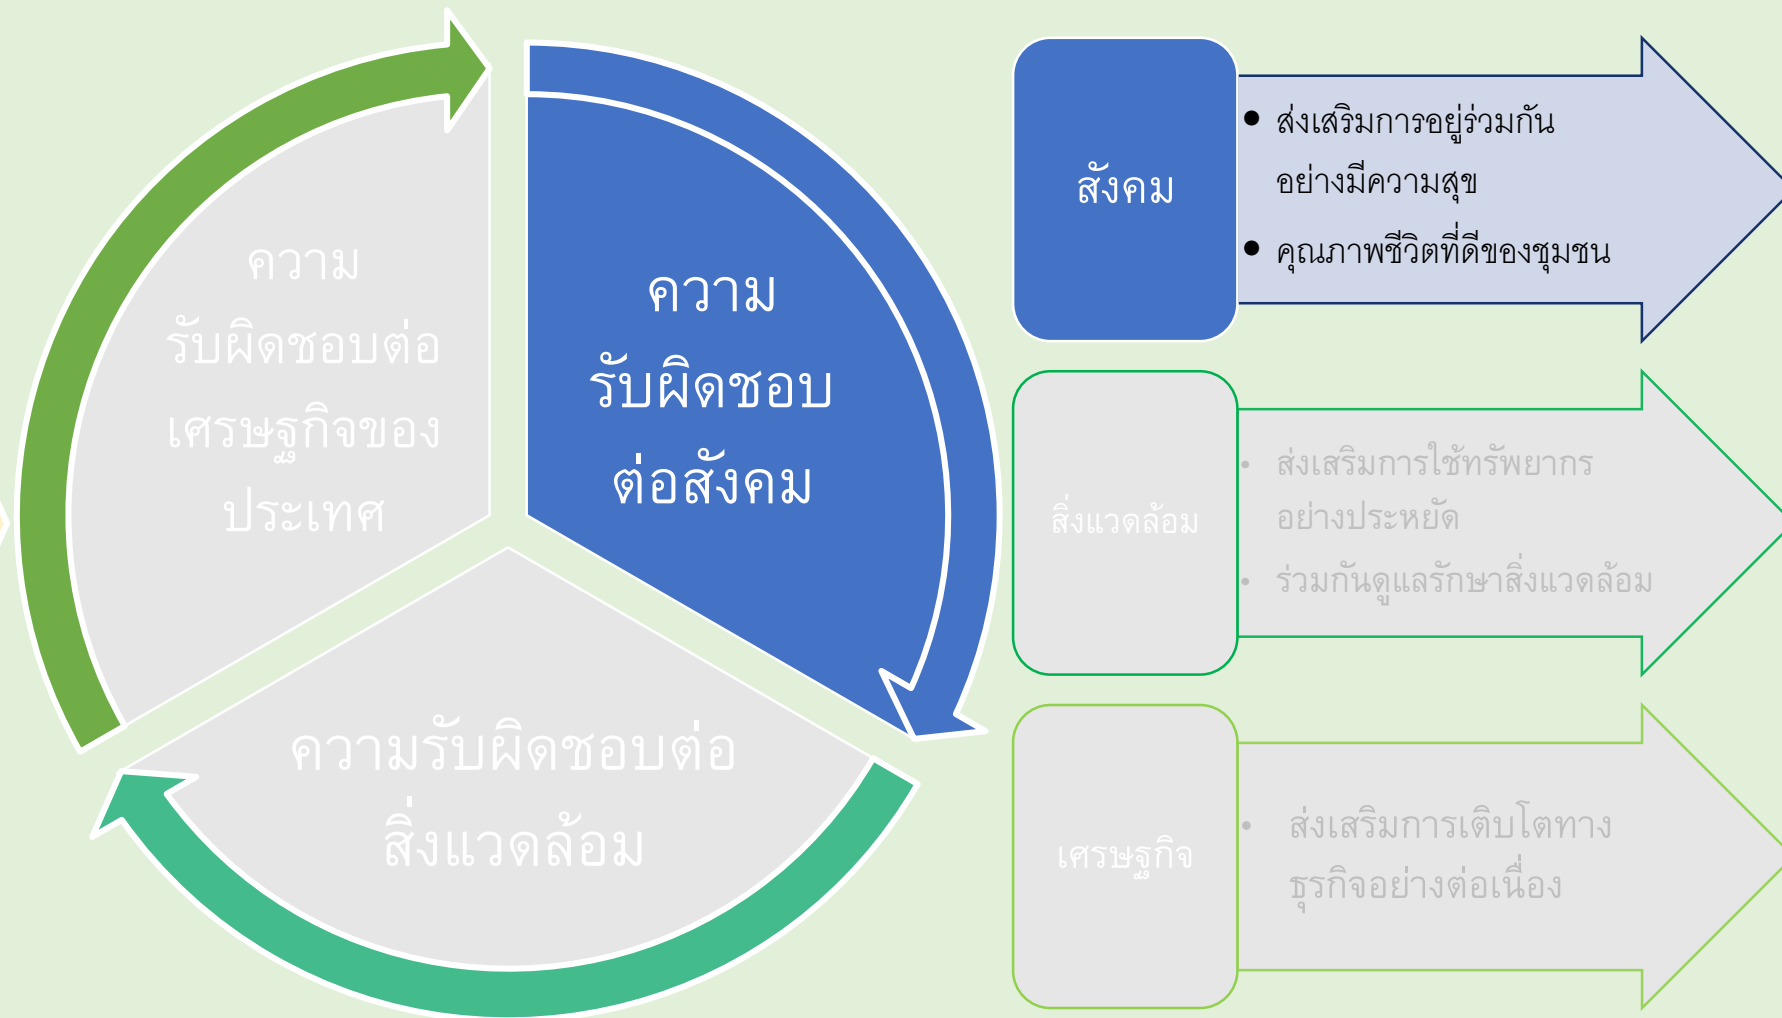 ความ
รับผิดชอบต่อ
เศรษฐกิจของ
ประเทศ
ความ
รับผิดชอบ
ต่อสังคม
ความรับผิดชอบต่อ
สิ่งแวดล้อม
สังคม
• ส่งเสริมการอยู่ร่วมกัน
อย่างมีความสุข
• คุณภาพชีวิตที่ดีของชุมชน
สิ่งแวดล้อม
• ส่งเสริมการใช้ทรัพยากร
อย่างประหยัด
• ร่วมกันดูแลรักษาสิ่งแวดล้อม
เศรษฐกิจ
• ส่งเสริมการเติบโตทาง
ธุรกิจอย่างต่อเนื่อง